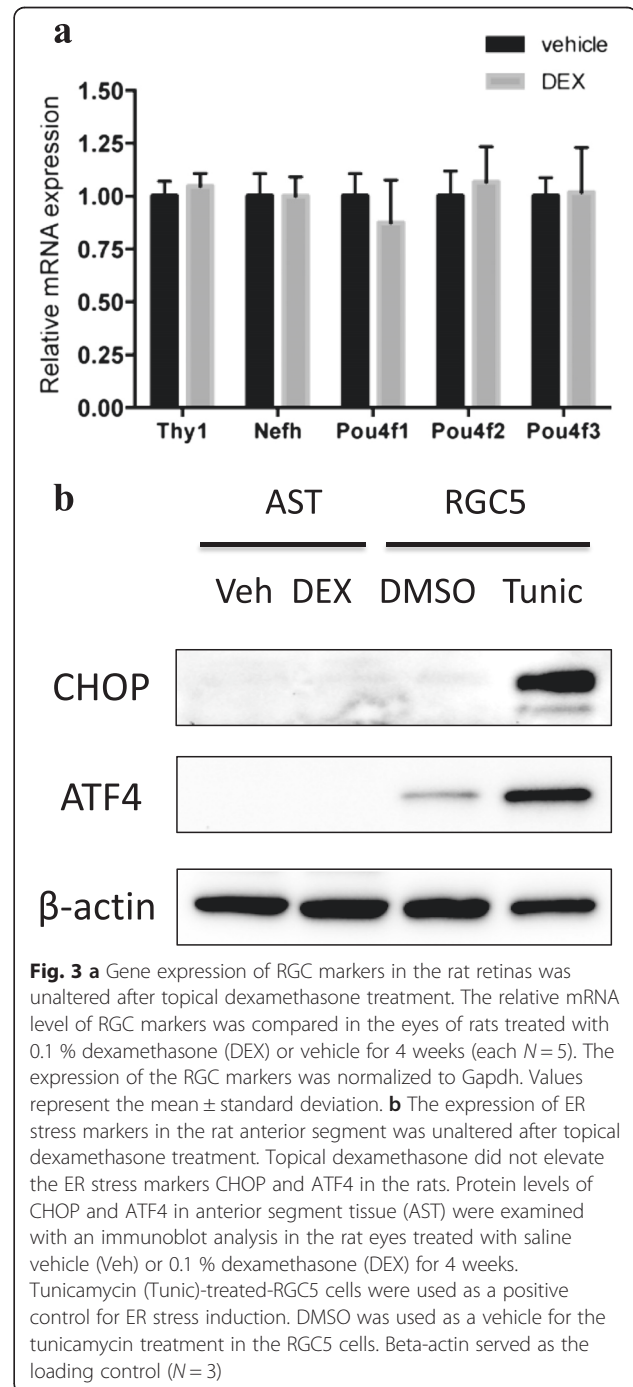 a
vehicle
DEX
Relative mRNA expression
1.50
1.25
1.00
0.75
0.50
0.25
0.00
Thy1 Nefh Pou4f1 Pou4f2 Pou4f3
b
AST RGC5
Veh DEX DMSO Tunic
CHOP
ATF4
β-actin
Fig. 3 a Gene expression of RGC markers in the rat retinas was
unaltered after topical dexamethasone treatment. The relative mRNA
level of RGC markers was compared in the eyes of rats treated with
0.1 % dexamethasone (DEX) or vehicle for 4 weeks (each N = 5). The
expression of the RGC markers was normalized to Gapdh. Values
represent the mean ± standard deviation. b The expression of ER
stress markers in the rat anterior segment was unaltered after topical
dexamethasone treatment. Topical dexamethasone did not elevate
the ER stress markers CHOP and ATF4 in the rats. Protein levels of
CHOP and ATF4 in anterior segment tissue (AST) were examined
with an immunoblot analysis in the rat eyes treated with saline
vehicle (Veh) or 0.1 % dexamethasone (DEX) for 4 weeks.
Tunicamycin (Tunic)-treated-RGC5 cells were used as a positive
control for ER stress induction. DMSO was used as a vehicle for the
tunicamycin treatment in the RGC5 cells. Beta-actin served as the
loading control (N = 3)